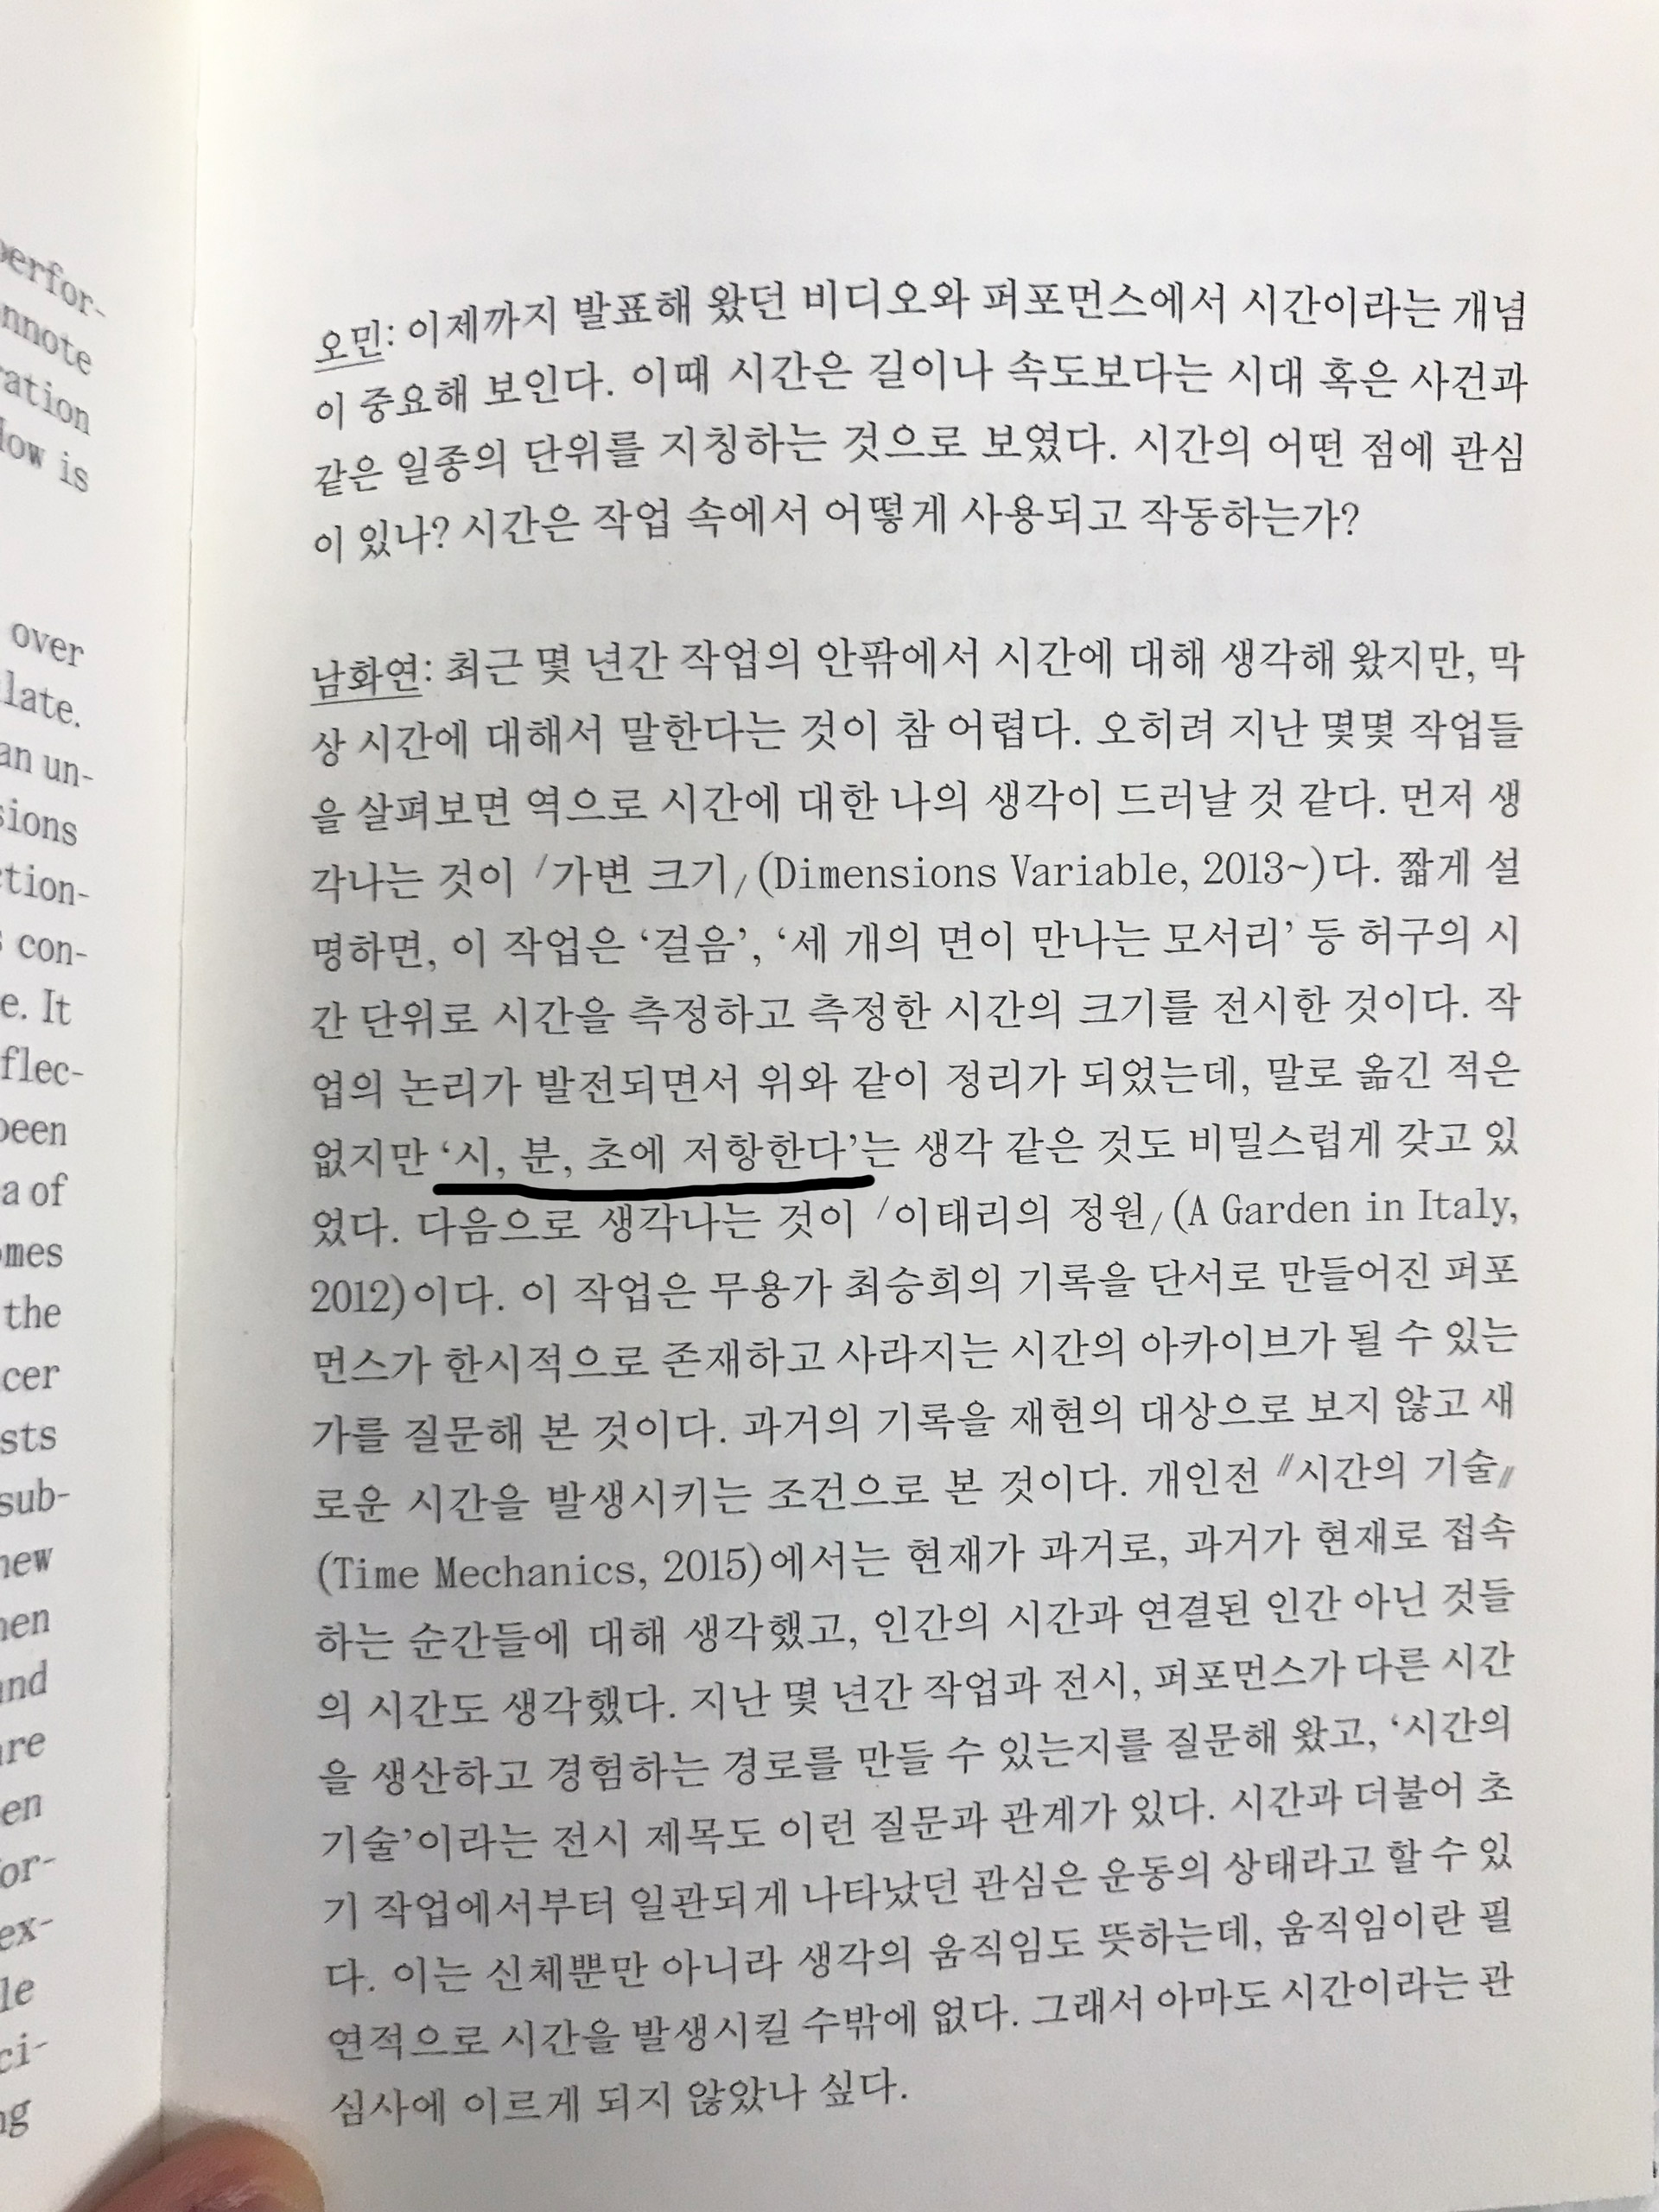 perfor-
nnote
ration
How is
over
late.
an un-
sions
ction-
con-
e. It
flec-
been
a of
omes
the
cer
sts
sub-
new
hen
and
are
en
or-
ex-
le
ci-
ng
오민: 이제까지 발표해 왔던 비디오와 퍼포먼스에서 시간이라는 개념
이 중요해 보인다. 이때 시간은 길이나 속도보다는 시대 혹은 사건과
같은 일종의 단위를 지칭하는 것으로 보였다. 시간의 어떤 점에 관심
이 있나? 시간은 작업 속에서 어떻게 사용되고 작동하는가?
남화연: 최근 몇 년간 작업의 안팎에서 시간에 대해 생각해 왔지만, 막
상 시간에 대해서 말한다는 것이 참 어렵다. 오히려 지난 몇몇 작업들
을 살펴보면 역으로 시간에 대한 나의 생각이 드러날 것 같다. 먼저 생
각나는 것이 /가변 크기/(Dimensions Variable, 2013~)다. 짧게 설
명하면, 이 작업은 ‘걸음’, ‘세 개의 면이 만나는 모서리’ 등 허구의 시
간 단위로 시간을 측정하고 측정한 시간의 크기를 전시한 것이다. 작
업의 논리가 발전되면서 위와 같이 정리가 되었는데, 말로 옮긴 적은
없지만 ‘시, 분, 초에 저항한다’는 생각 같은 것도 비밀스럽게 갖고 있
었다. 다음으로 생각나는 것이 /이태리의 정원/(A Garden in Italy,
2012)이다. 이 작업은 무용가 최승희의 기록을 단서로 만들어진 퍼포
먼스가 한시적으로 존재하고 사라지는 시간의 아카이브가 될 수 있는
가를 질문해 본 것이다. 과거의 기록을 재현의 대상으로 보지 않고 새
로운 시간을 발생시키는 조건으로 본 것이다. 개인전 //시간의 기술//
(Time Mechanics, 2015)에서는 현재가 과거로, 과거가 현재로 접속
하는 순간들에 대해 생각했고, 인간의 시간과 연결된 인간 아닌 것들
의 시간도 생각했다. 지난 몇 년간 작업과 전시, 퍼포먼스가 다른 시간
을 생산하고 경험하는 경로를 만들 수 있는지를 질문해 왔고, ‘시간의
기술’이라는 전시 제목도 이런 질문과 관계가 있다. 시간과 더불어 초
기 작업에서부터 일관되게 나타났던 관심은 운동의 상태라고 할 수 있
다. 이는 신체뿐만 아니라 생각의 움직임도 뜻하는데, 움직임이란 필
연적으로 시간을 발생시킬 수밖에 없다. 그래서 아마도 시간이라는 관
심사에 이르게 되지 않았나 싶다.